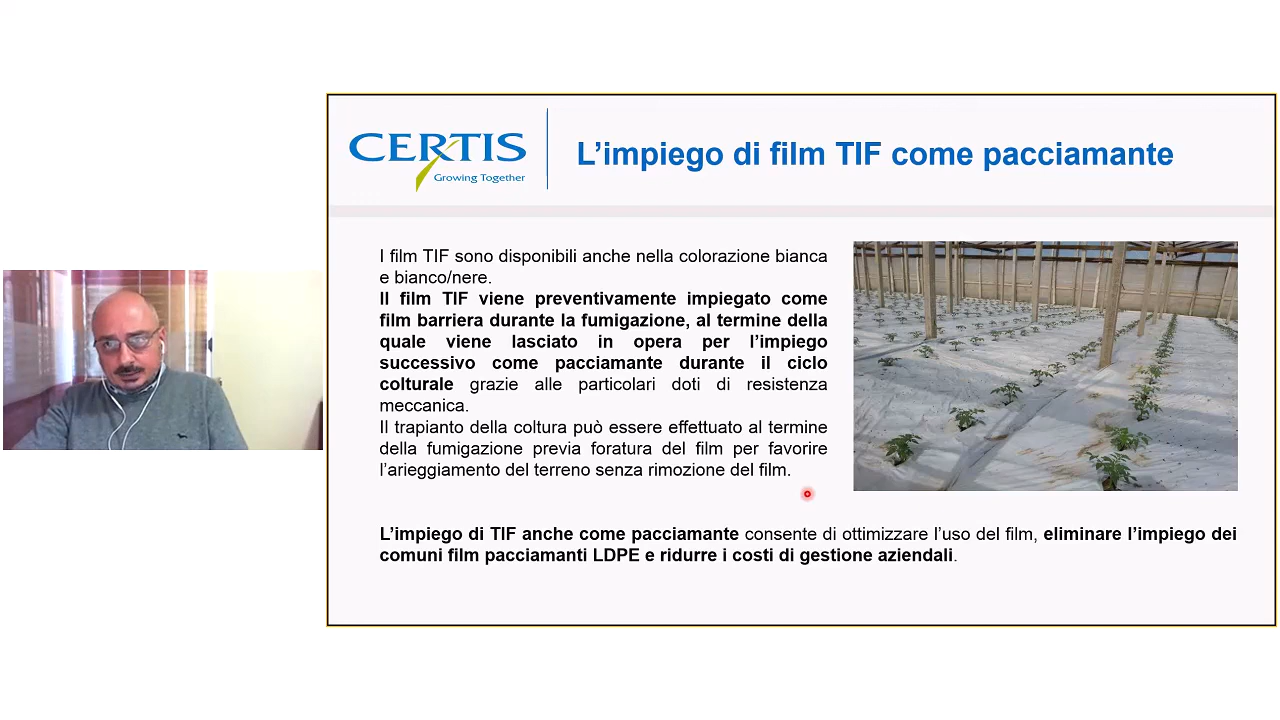 CERTIS
Growing Together
L’impiego di film TIF come pacciamante
I film TIF sono disponibili anche nella colorazione bianca
e bianco/nere.
Il film TIF viene preventivamente impiegato come
film barriera durante la fumigazione, al termine della
quale viene lasciato in opera per l’impiego
successivo come pacciamante durante il ciclo
colturale grazie alle particolari doti di resistenza
meccanica.
Il trapianto della coltura può essere effettuato al termine
della fumigazione previa foratura del film per favorire
l’arieggiamento del terreno senza rimozione del film.
L’impiego di TIF anche come pacciamante consente di ottimizzare l’uso del film, eliminare l’impiego dei
comuni film pacciamanti LDPE e ridurre i costi di gestione aziendali.